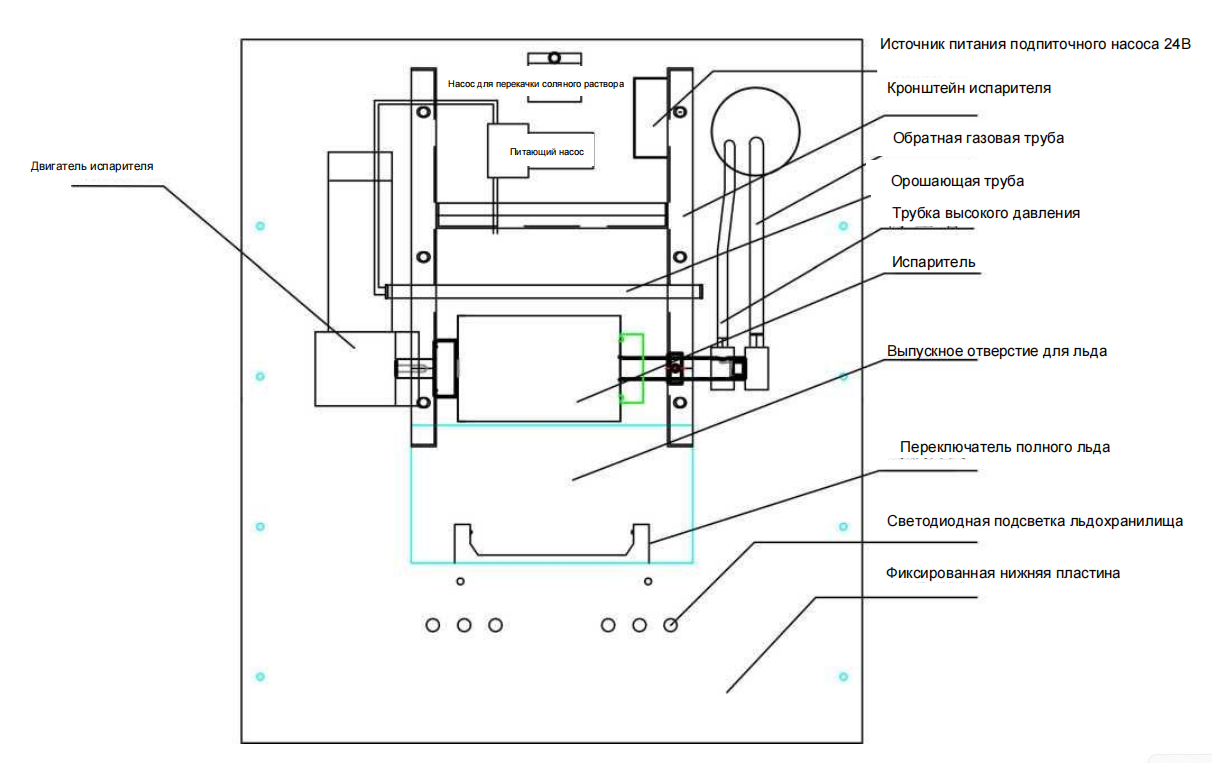 Источник питания подпиточного насоса 24В
Насос для перекачки соляного раствора
Кронштейн испарителя
Обратная газовая труба
Питающий насос
Двигатель испарителя
Орошающая труба
Трубка высокого давления
Испаритель
Выпускное отверстие для льда
Переключатель полного льда
Светодиодная подсветка льдохранилища
Фиксированная нижняя пластина